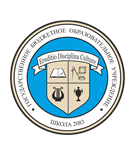 ГОСУДАРСТВЕННОЕ БЮДЖЕТНОЕ ОБРАЗОВАТЕЛЬНОЕ УЧРЕЖДЕНИЕ
Eruditio Disciplina Cultura
ШКОЛА 2083